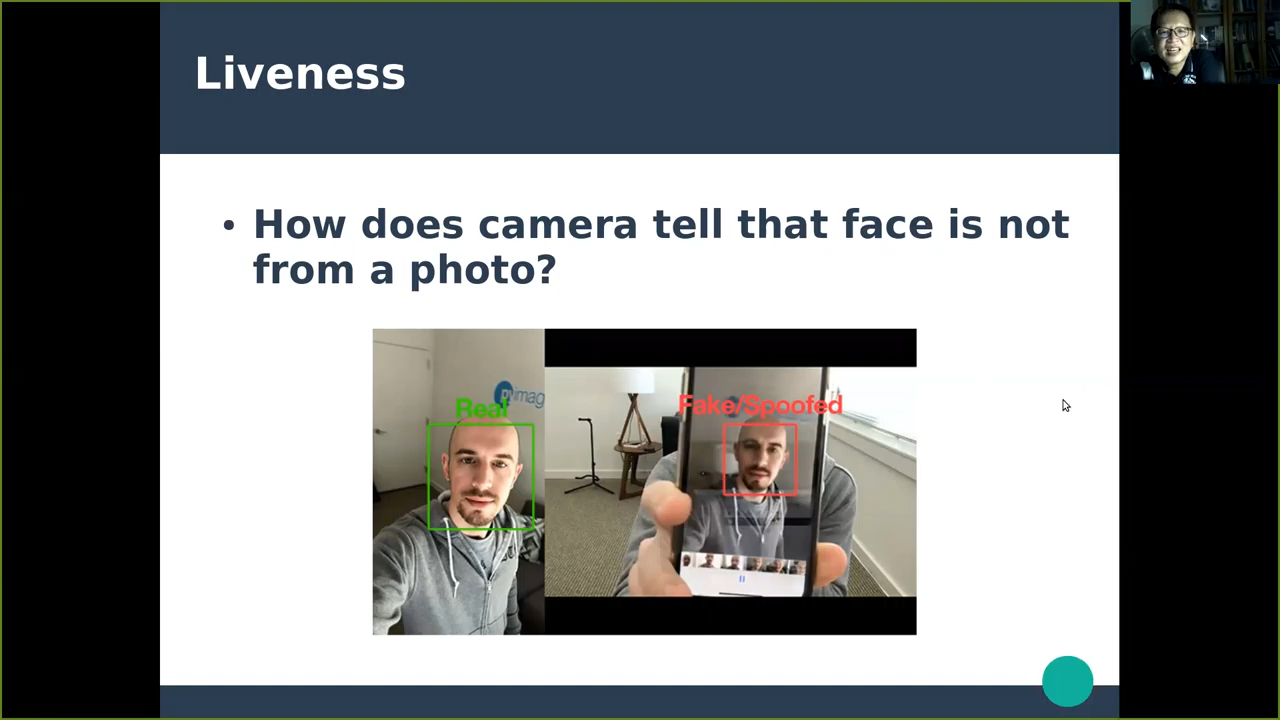 Liveness
• How does camera tell that face is not
from a photo?
Real
Fake/Spoofed